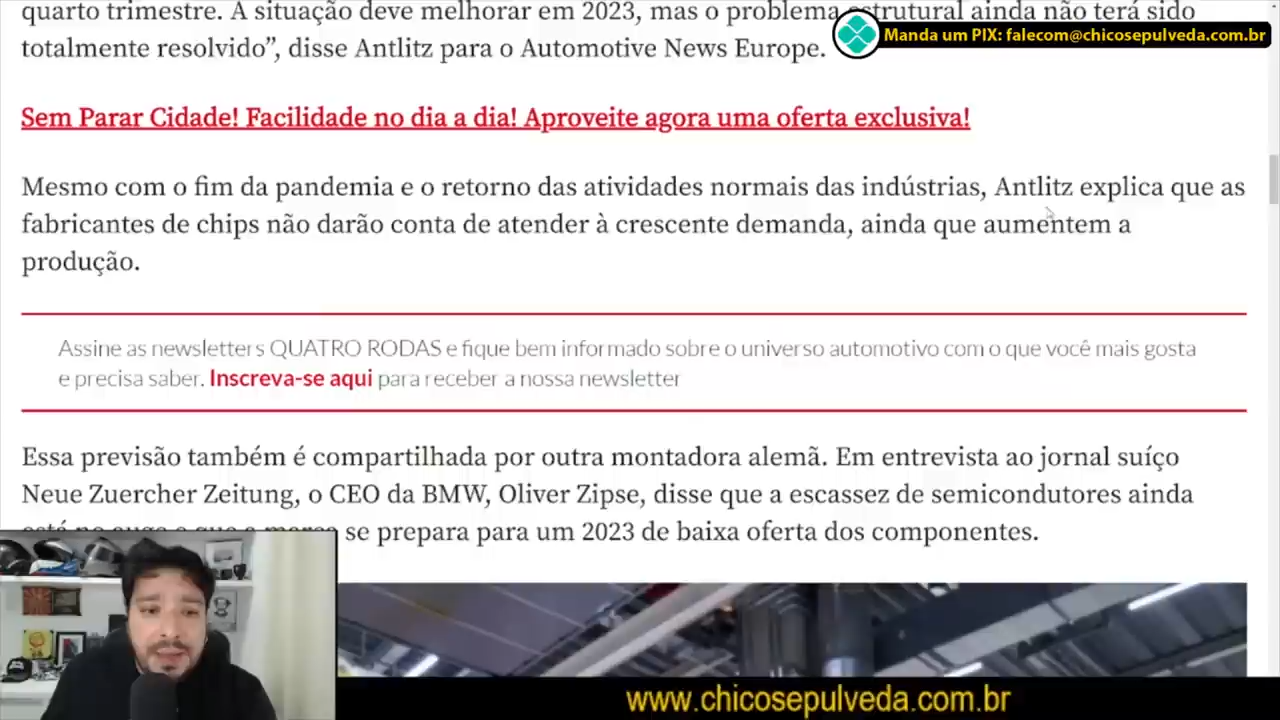 quarto trimestre. A situação deve melhorar em 2023, mas o problema estrutural ainda não terá sido
Manda um PIX: falecom@chicosepulveda.com.br
totalmente resolvido”, disse Antlitz para o Automotive News Europe.
Sem Parar Cidade! Facilidade no dia a dia! Aproveite agora uma oferta exclusiva!
Mesmo com o fim da pandemia e o retorno das atividades normais das indústrias, Antlitz explica que as
fabricantes de chips não darão conta de atender à crescente demanda, ainda que aumentem a
produção.
Assine as newsletters QUATRO RODAS e fique bem informado sobre o universo automotivo com o que você mais gosta
e precisa saber. Inscreva-se aqui para receber a nossa newsletter
Essa previsão também é compartilhada por outra montadora alemã. Em entrevista ao jornal suíço
Neue Zuercher Zeitung, o CEO da BMW, Oliver Zipse, disse que a escassez de semicondutores ainda
se prepara para um 2023 de baixa oferta dos componentes.
www.chicosepulveda.com.br